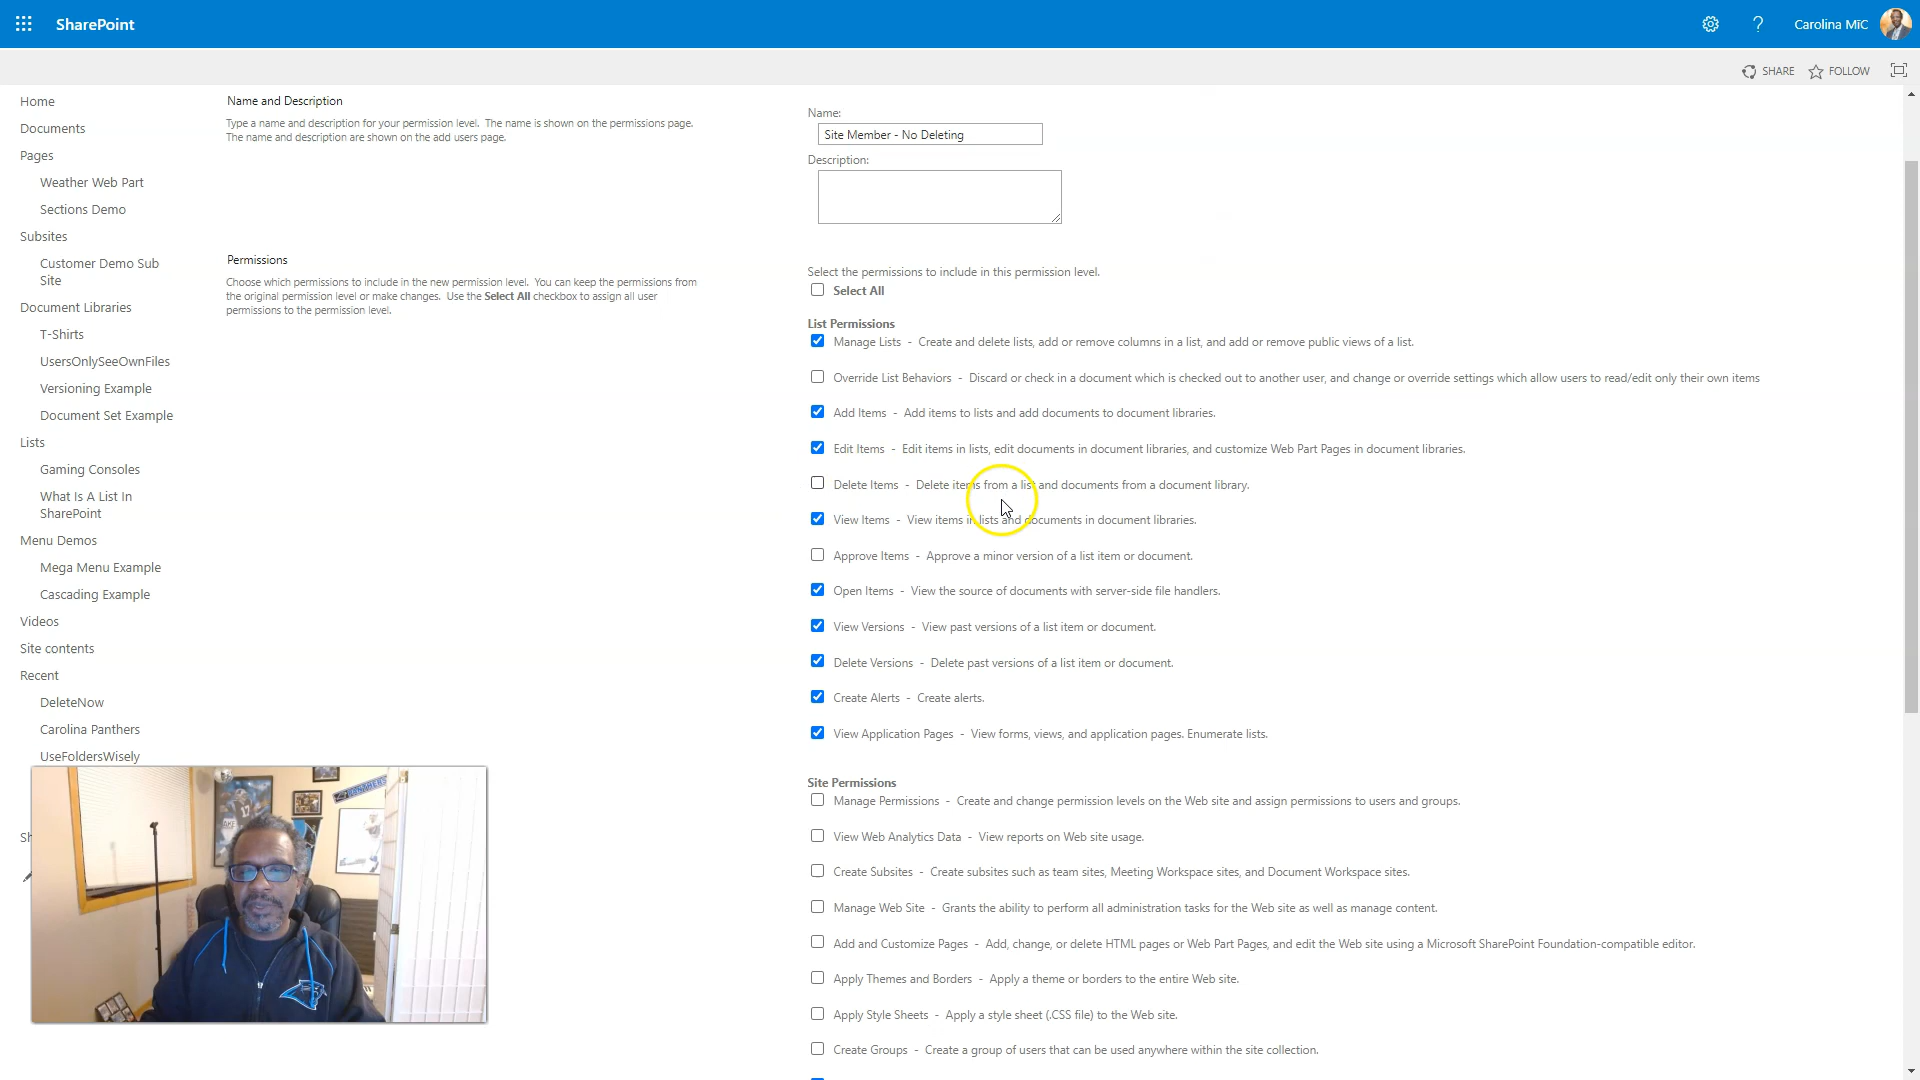 SharePoint
Carolina MiC
SHARE
FOLLOW
Home
Documents
Pages
Weather Web Part
Sections Demo
Subsites
Customer Demo Sub
Site
Document Libraries
T-Shirts
UsersOnlySeeOwnFiles
Versioning Example
Document Set Example
Lists
Gaming Consoles
What Is A List In
SharePoint
Menu Demos
Mega Menu Example
Cascading Example
Videos
Site contents
Recent
DeleteNow
Carolina Panthers
UseFoldersWisely
Name and Description
Type a name and description for your permission level. The name is shown on the permissions page.
The name and description are shown on the add users page.
Permissions
Choose which permissions to include in the new permission level. You can keep the permissions from
the original permission level or make changes. Use the Select All checkbox to assign all user
permissions to the permission level.
Name:
Site Member - No Deleting
Description:
Select the permissions to include in this permission level.
Select All
List Permissions
Manage Lists - Create and delete lists, add or remove columns in a list, and add or remove public views of a list.
Override List Behaviors - Discard or check in a document which is checked out to another user, and change or override settings which allow users to read/edit only their own items
Add Items - Add items to lists and add documents to document libraries.
Edit Items - Edit items in lists, edit documents in document libraries, and customize Web Part Pages in document libraries.
Delete Items - Delete items from a list and documents from a document library.
View Items - View items in lists and documents in document libraries.
Approve Items - Approve a minor version of a list item or document.
Open Items - View the source of documents with server-side file handlers.
View Versions - View past versions of a list item or document.
Delete Versions - Delete past versions of a list item or document.
Create Alerts - Create alerts.
View Application Pages - View forms, views, and application pages. Enumerate lists.
Site Permissions
Manage Permissions - Create and change permission levels on the Web site and assign permissions to users and groups.
View Web Analytics Data - View reports on Web site usage.
Create Subsites - Create subsites such as team sites, Meeting Workspace sites, and Document Workspace sites.
Manage Web Site - Grants the ability to perform all administration tasks for the Web site as well as manage content.
Add and Customize Pages - Add, change, or delete HTML pages or Web Part Pages, and edit the Web site using a Microsoft SharePoint Foundation-compatible editor.
Apply Themes and Borders - Apply a theme or borders to the entire Web site.
Apply Style Sheets - Apply a style sheet (.CSS file) to the Web site.
Create Groups - Create a group of users that can be used anywhere within the site collection.